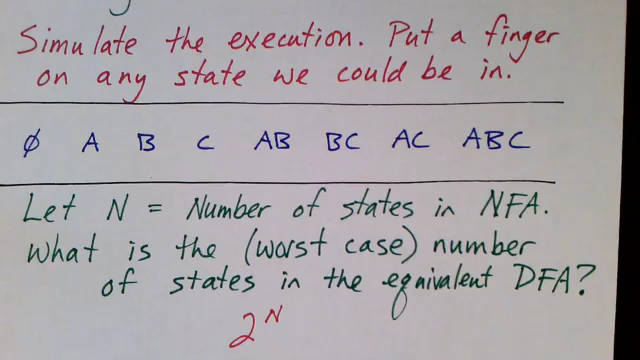 Simulate the execution. Put a finger
on any state we could be in.
∅ A B C AB BC AC ABC
Let N = Number of states in NFA.
What is the (worst case) number
of states in the equivalent DFA?
2^N